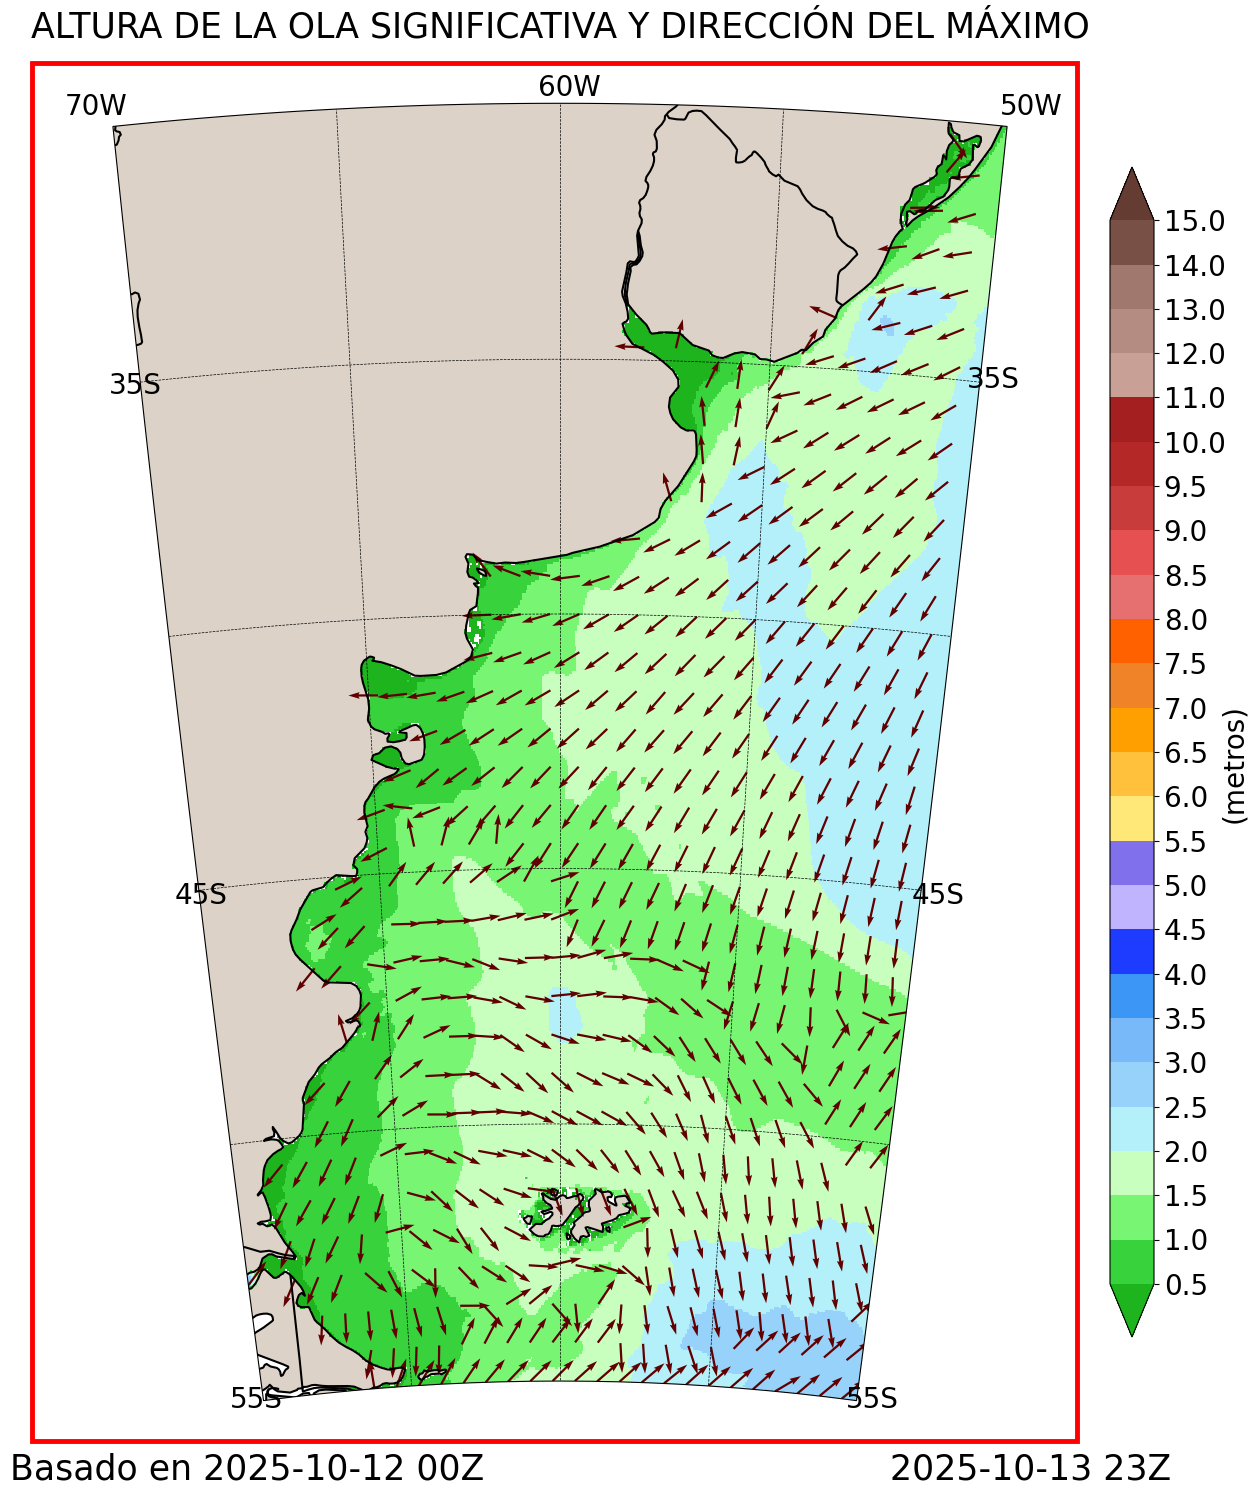 ALTURA DE LA OLA SIGNIFICATIVA Y DIRECCIÓN DEL MÁXIMO
70W
60W
50W
35S
35S
45S
45S
55S
55S
15.0
14.0
13.0
12.0
11.0
10.0
9.5
9.0
8.5
8.0
7.5
7.0
6.5
6.0
5.5
5.0
4.5
4.0
3.5
3.0
2.5
2.0
1.5
1.0
0.5
(metros)
Basado en 2025-10-12 00Z
2025-10-13 23Z